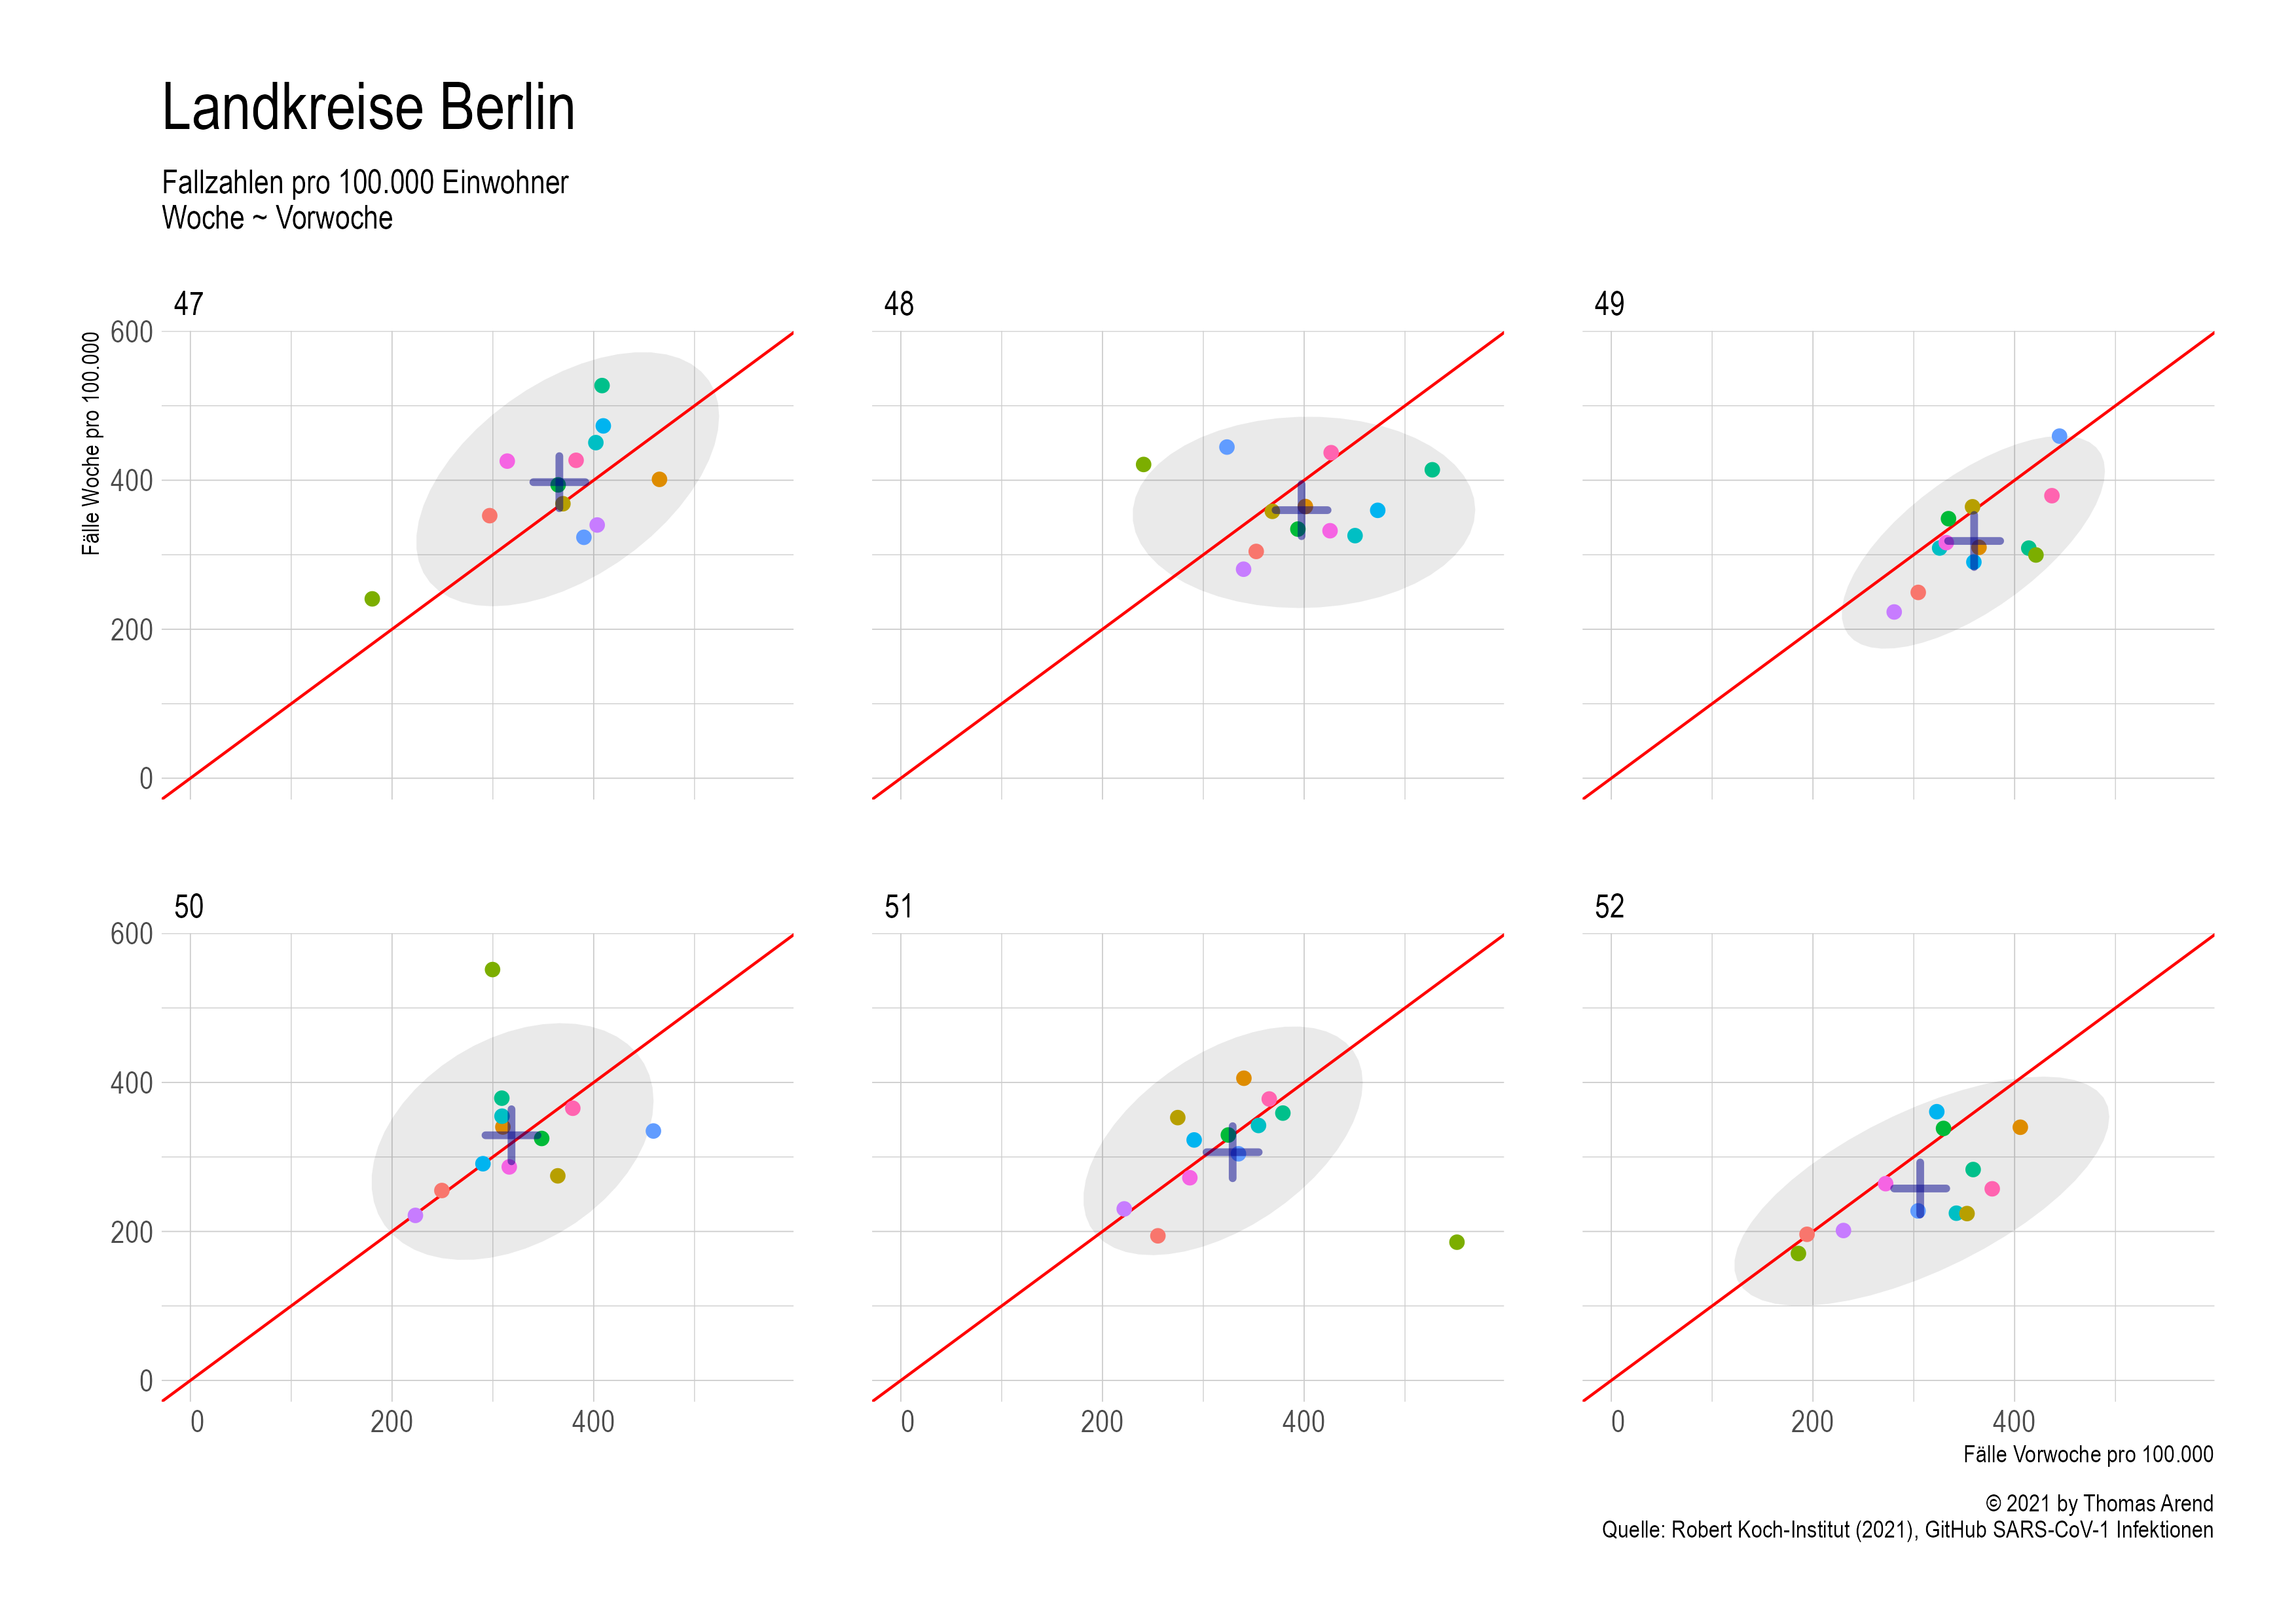 Landkreise Berlin
Fallzahlen pro 100.000 Einwohner
Woche ~ Vorwoche
47
48
49
Fälle Woche pro 100.000
600
400
200
0
50
51
52
600
400
200
0
0 200 400
0 200 400
0 200 400
Fälle Vorwoche pro 100.000
© 2021 by Thomas Arend
Quelle: Robert Koch-Institut (2021), GitHub SARS-CoV-1 Infektionen